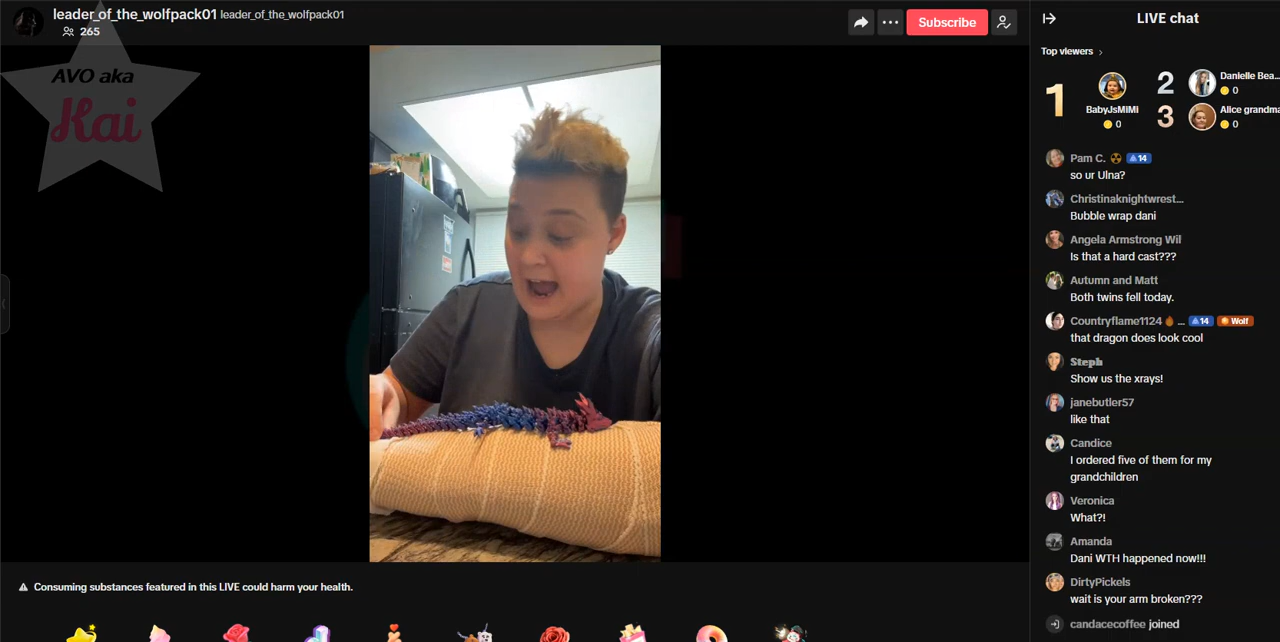 leader_of_the_wolfpack01 leader_of_the_wolfpack01
265
Subscribe
AVO aka
Kai
Consuming substances featured in this LIVE could harm your health.
LIVE chat
Top viewers
1
BabyJsMiMi
0
2
Danielle Bea...
0
3
Alice grandma
0
Pam C. 14
so ur Ulna?
Christinaknightwrest...
Bubble wrap dani
Angela Armstrong Wil
Is that a hard cast???
Autumn and Matt
Both twins fell today.
Countryflame1124 ... 14 Wolf
that dragon does look cool
Steph
Show us the xrays!
janebutler57
like that
Candice
I ordered five of them for my
grandchildren
Veronica
What?!
Amanda
Dani WTH happened now!!!
DirtyPickels
wait is your arm broken???
candacecoffee joined